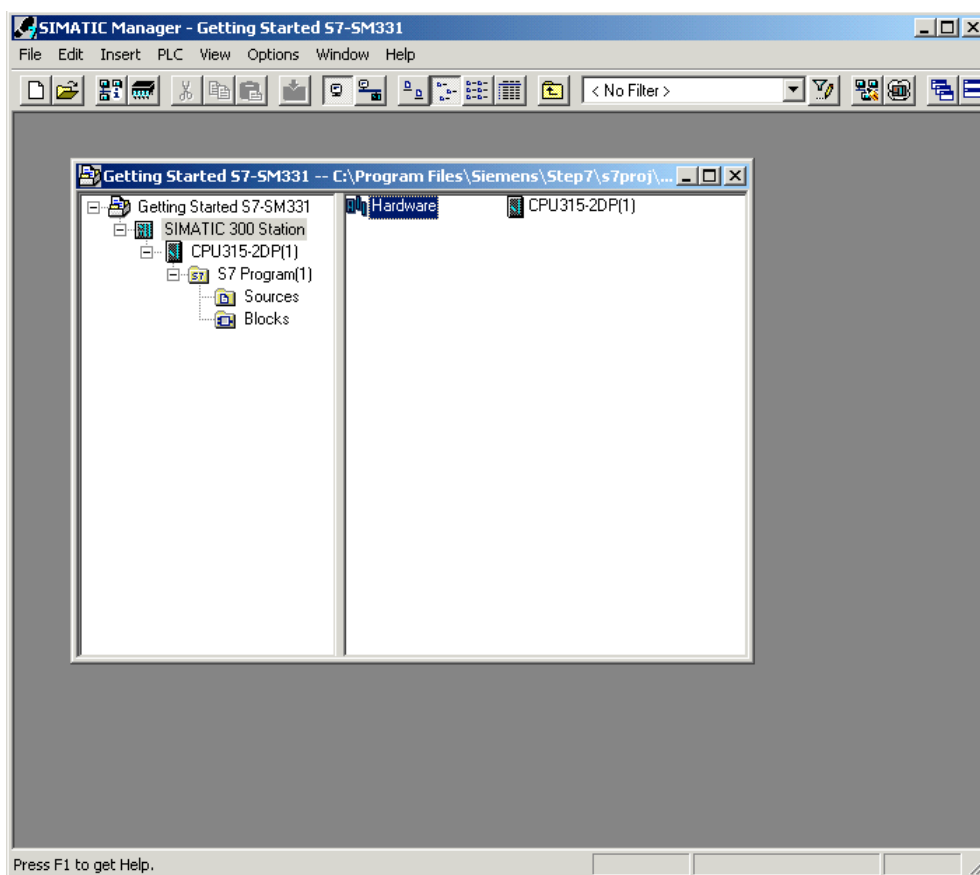 SIMATIC Manager - Getting Started S7-SM331
File Edit Insert PLC View Options Window Help
< No Filter >
Getting Started S7-SM331 -- C:\Program Files\Siemens\Step7\s7proj\...
Getting Started S7-SM331
SIMATIC 300 Station
CPU315-2DP(1)
S7 Program(1)
Sources
Blocks
Hardware
CPU315-2DP(1)
Press F1 to get Help.